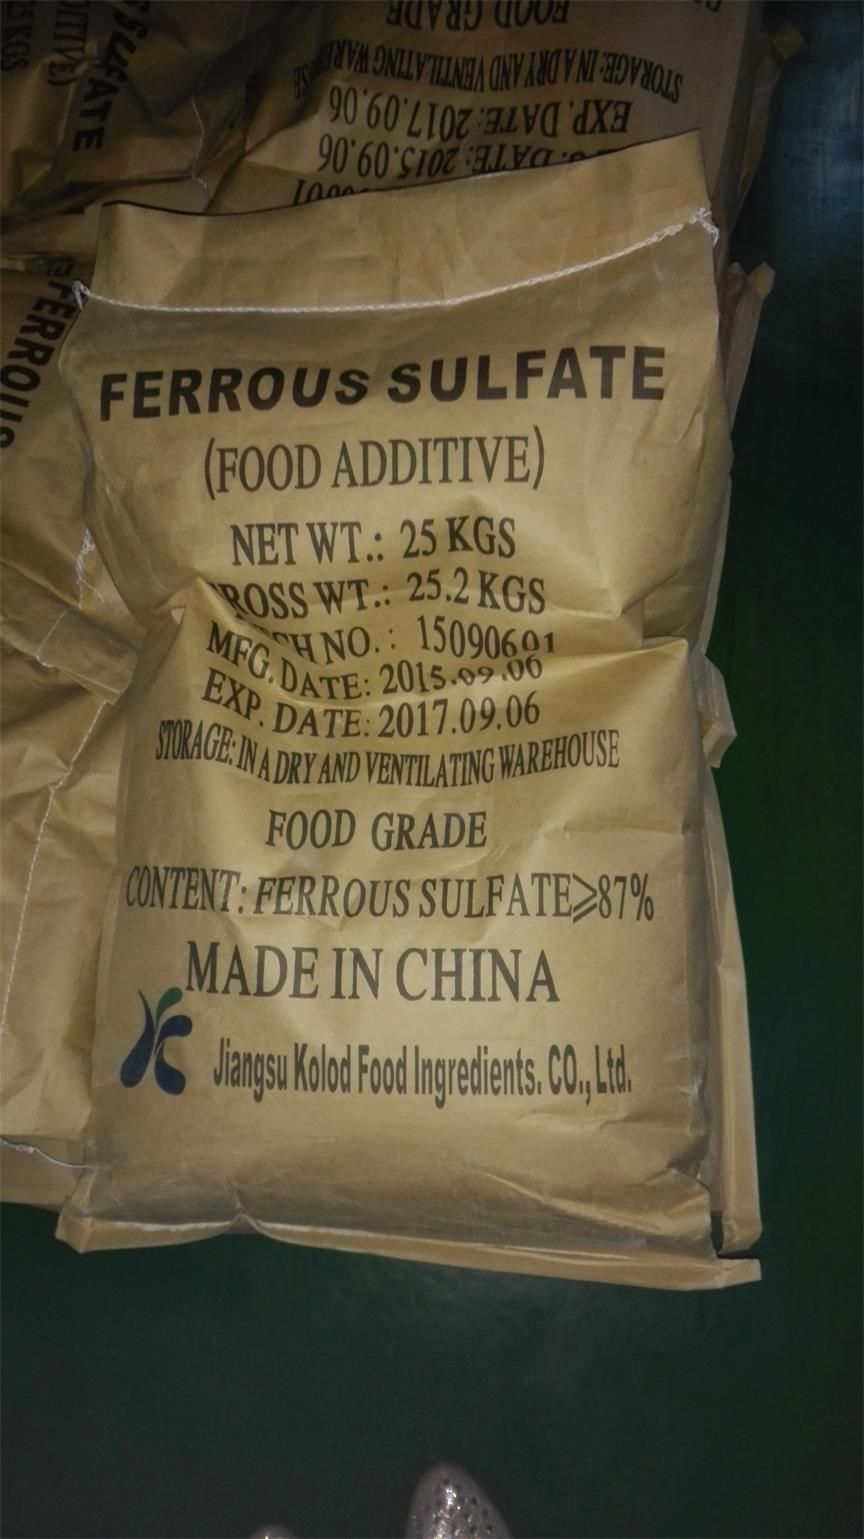 FOOD GRADE
STORAGE: IN A DRY AND VENTILATING
EXP. DATE: 2017.09.06
DATE: 2015.09.06
FERROUS
FERROUS SULFATE
(FOOD ADDITIVE)
NET WT.: 25 KGS
ROSS WT.: 25.2 KGS
CH NO.: 15090601
MFG. DATE: 2015.09.06
EXP. DATE: 2017.09.06
STORAGE: IN A DRY AND VENTILATING WAREHOUSE
FOOD GRADE
CONTENT: FERROUS SULFATE⩾87%
MADE IN CHINA
Jiangsu Kolod Food Ingredients. CO., Ltd.